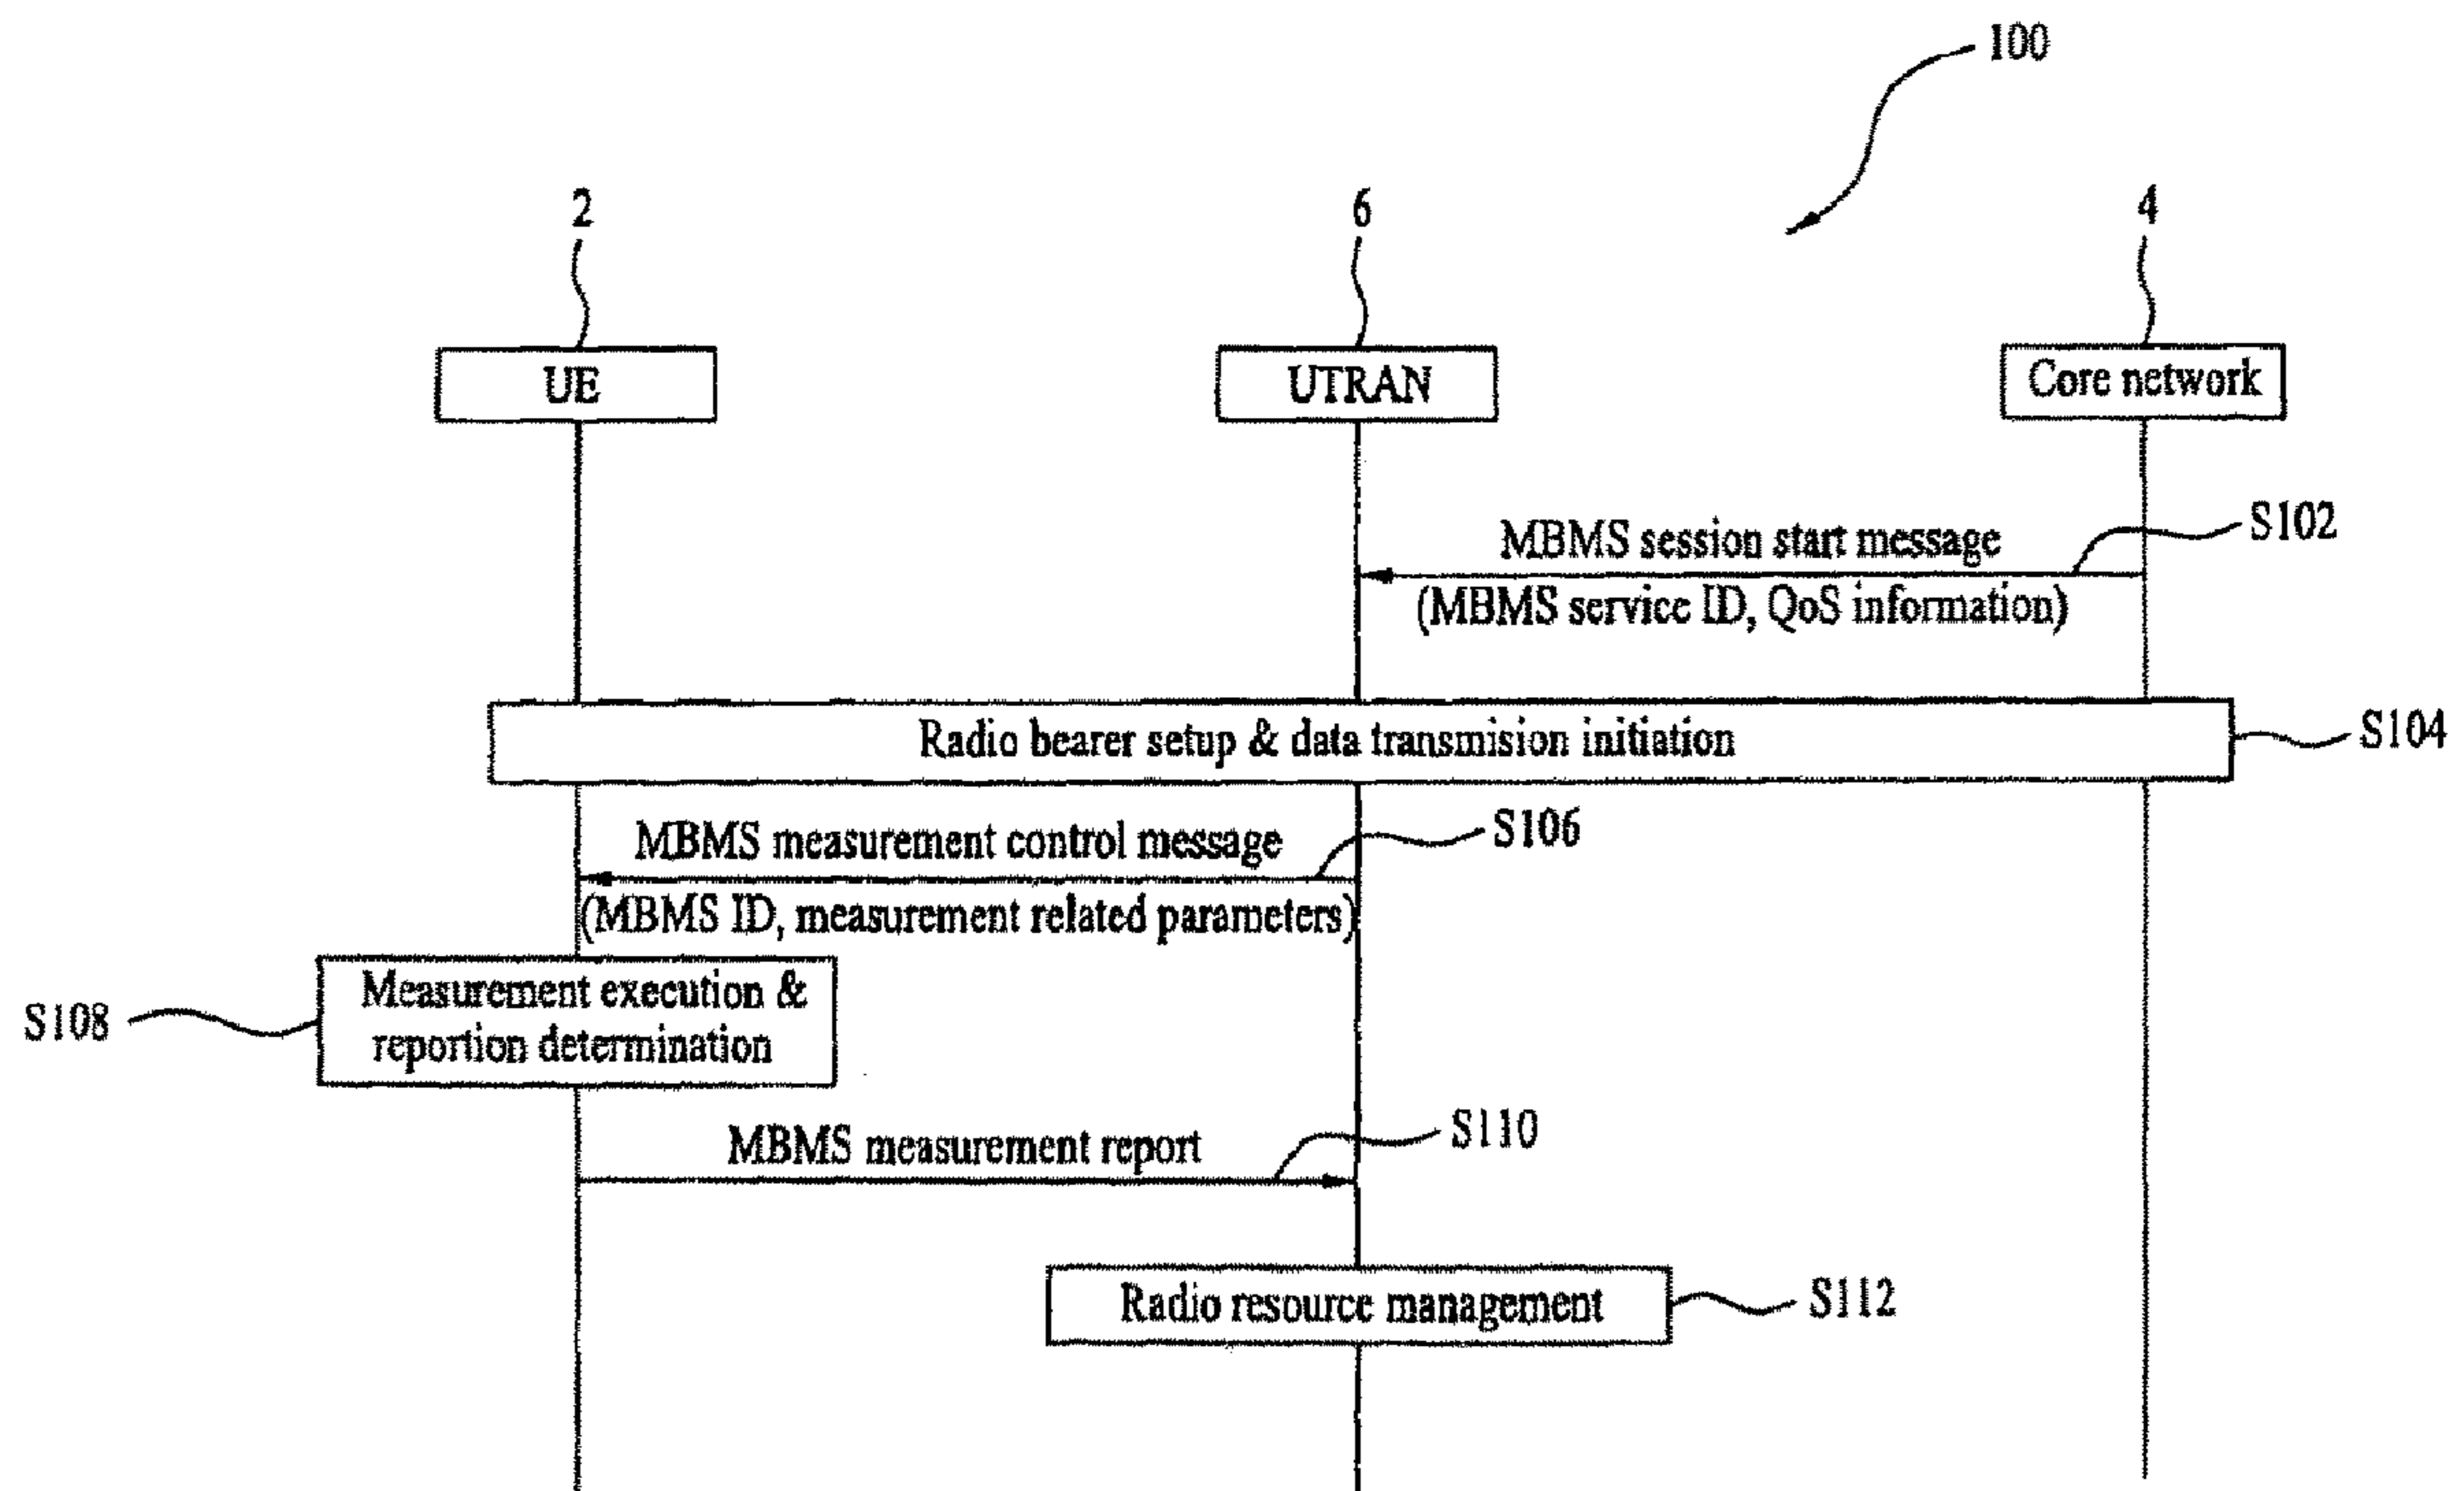 100
2
6
4
UE
UTRAN
Core network
MBMS session start message
S102
(MBMS service ID, QoS information)
Radio bearer setup & data transmision initiation
S104
MBMS measurement control message
S106
(MBMS ID, measurement related parameters)
Measurement execution &
reportion determination
S108
MBMS measurement report
S110
Radio resource management
S112